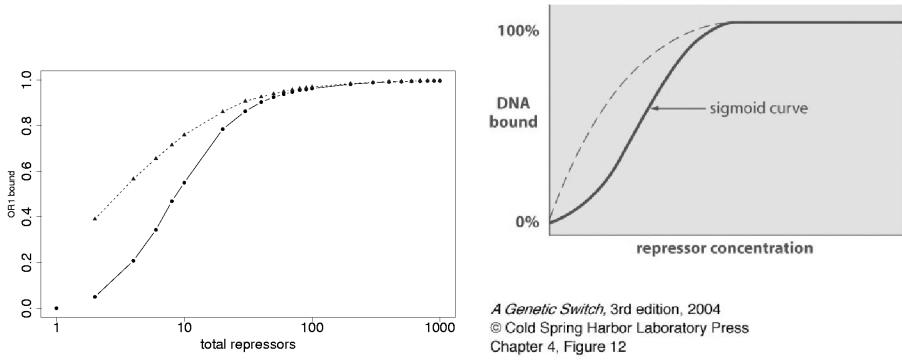 1.0
0.8
0.6
0.4
0.2
0.0
OR1 bound
1 10 100 1000
total repressors
100%
DNA
bound
sigmoid curve
0%
repressor concentration
A Genetic Switch, 3rd edition, 2004
© Cold Spring Harbor Laboratory Press
Chapter 4, Figure 12